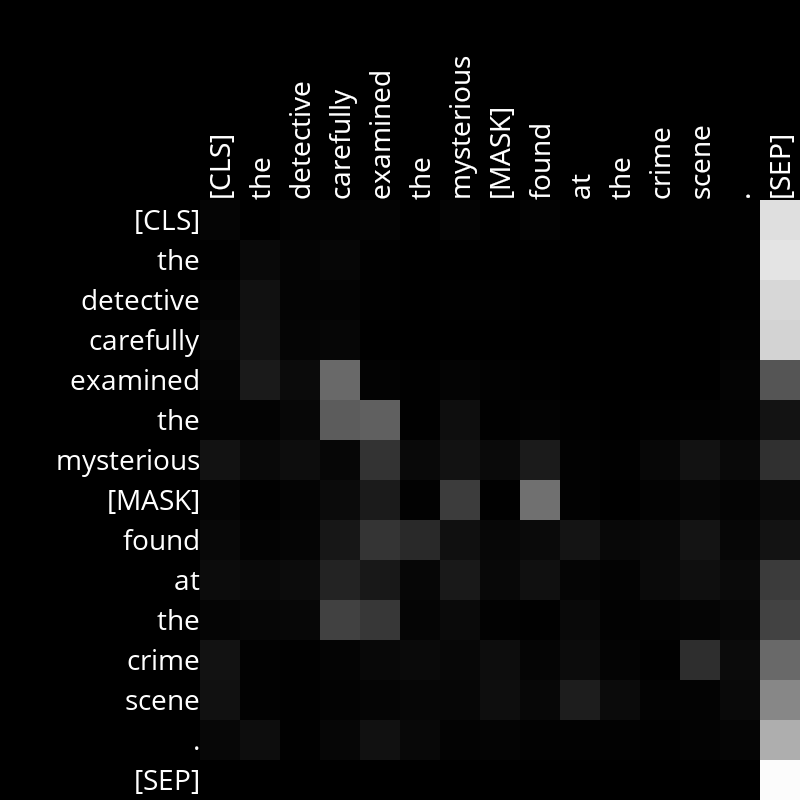 [CLS] the detective carefully examined the mysterious [MASK] found at the crime scene . [SEP]
[CLS]
the
detective
carefully
examined
the
mysterious
[MASK]
found
at
the
crime
scene
.
[SEP]